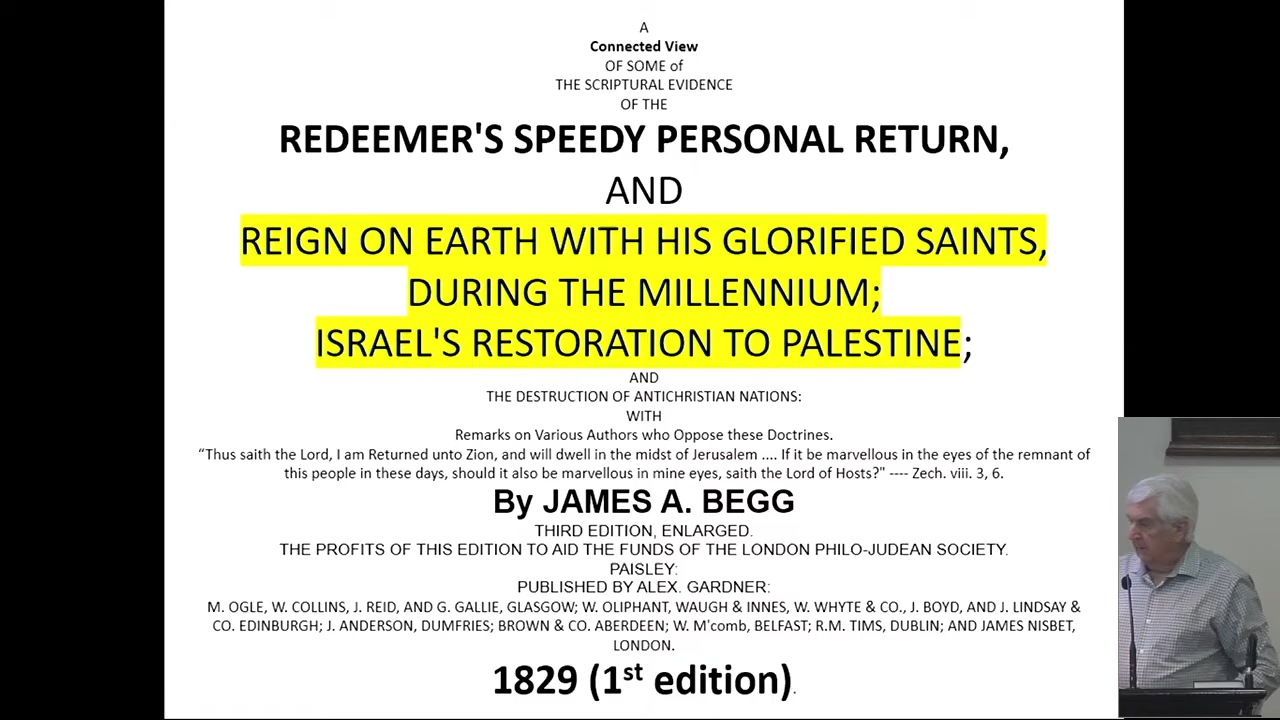 A
Connected View
OF SOME of
THE SCRIPTURAL EVIDENCE
OF THE
REDEEMER'S SPEEDY PERSONAL RETURN,
AND
REIGN ON EARTH WITH HIS GLORIFIED SAINTS,
DURING THE MILLENNIUM;
ISRAEL'S RESTORATION TO PALESTINE;
AND
THE DESTRUCTION OF ANTICHRISTIAN NATIONS:
WITH
Remarks on Various Authors who Oppose these Doctrines.
“Thus saith the Lord, I am Returned unto Zion, and will dwell in the midst of Jerusalem .... If it be marvellous in the eyes of the remnant of
this people in these days, should it also be marvellous in mine eyes, saith the Lord of Hosts?" ---- Zech. viii. 3, 6.
By JAMES A. BEGG
THIRD EDITION, ENLARGED.
THE PROFITS OF THIS EDITION TO AID THE FUNDS OF THE LONDON PHILO-JUDEAN SOCIETY.
PAISLEY:
PUBLISHED BY ALEX. GARDNER:
M. OGLE, W. COLLINS, J. REID, AND G. GALLIE, GLASGOW; W. OLIPHANT, WAUGH & INNES, W. WHYTE & CO., J. BOYD, AND J. LINDSAY &
CO. EDINBURGH; J. ANDERSON, DUMFRIES; BROWN & CO. ABERDEEN; W. M'comb, BELFAST; R.M. TIMS, DUBLIN; AND JAMES NISBET,
LONDON.
1829 (1st edition).